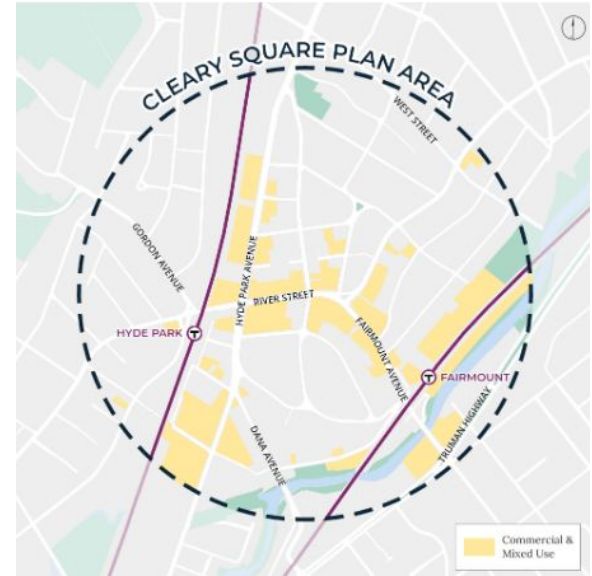 CLEARY SQUARE PLAN AREA
WEST STREET
GORDON AVENUE
HYDE PARK AVENUE
RIVER STREET
HYDE PARK
T
FAIRMOUNT AVENUE
T
FAIRMOUNT
TRUMAN HIGHWAY
DANA AVENUE
Commercial &
Mixed Use